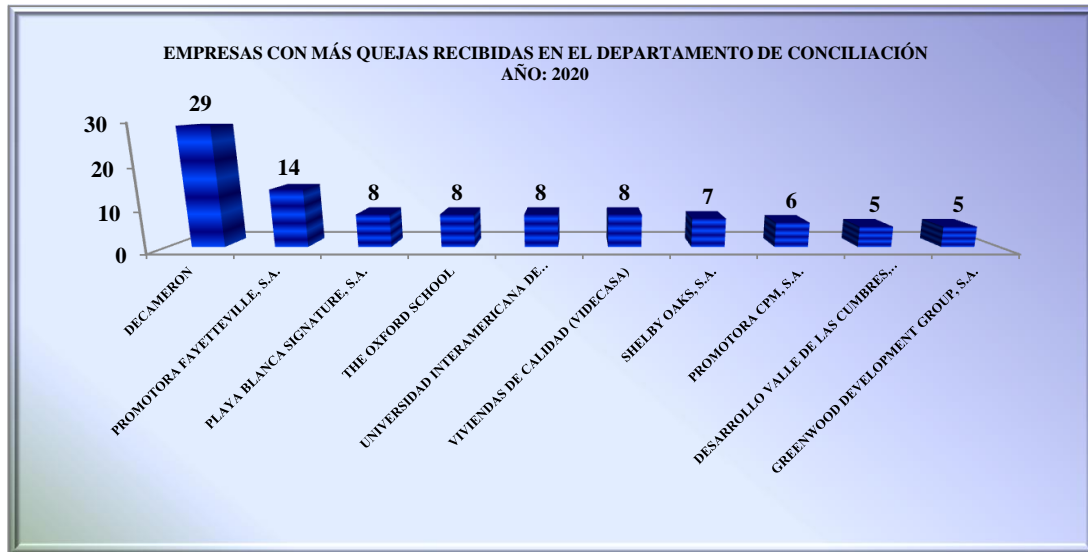 EMPRESAS CON MÁS QUEJAS RECIBIDAS EN EL DEPARTAMENTO DE CONCILIACIÓN
AÑO: 2020
29
14
8
8
8
8
7
6
5
5
30
20
10
0
DECAMERON
PROMOTORA FAYETTEVILLE, S.A.
PLAYA BLANCA SIGNATURE, S.A.
THE OXFORD SCHOOL
UNIVERSIDAD INTERAMERICANA DE...
VIVIENDAS DE CALIDAD (VIDECASA)
SHELBY OAKS, S.A.
PROMOTORA CPM, S.A.
DESARROLLO VALLE DE LAS CUMBRES...
GREENWOOD DEVELOPMENT GROUP, S.A.